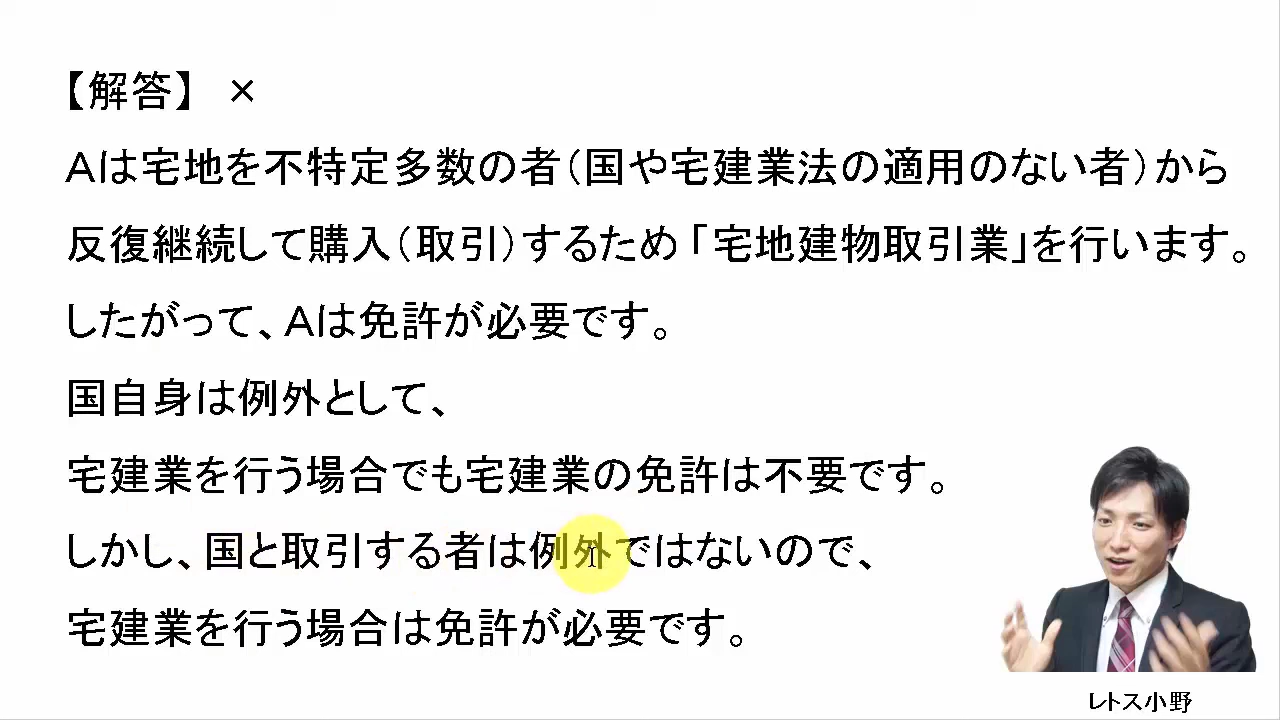 【解答】 ×
Aは宅地を不特定多数の者(国や宅建業法の適用のない者)から
反復継続して購入(取引)するため「宅地建物取引業」を行います。
したがって、Aは免許が必要です。
国自身は例外として、
宅建業を行う場合でも宅建業の免許は不要です。
しかし、国と取引する者は例外ではないので、
宅建業を行う場合は免許が必要です。
レトス小野